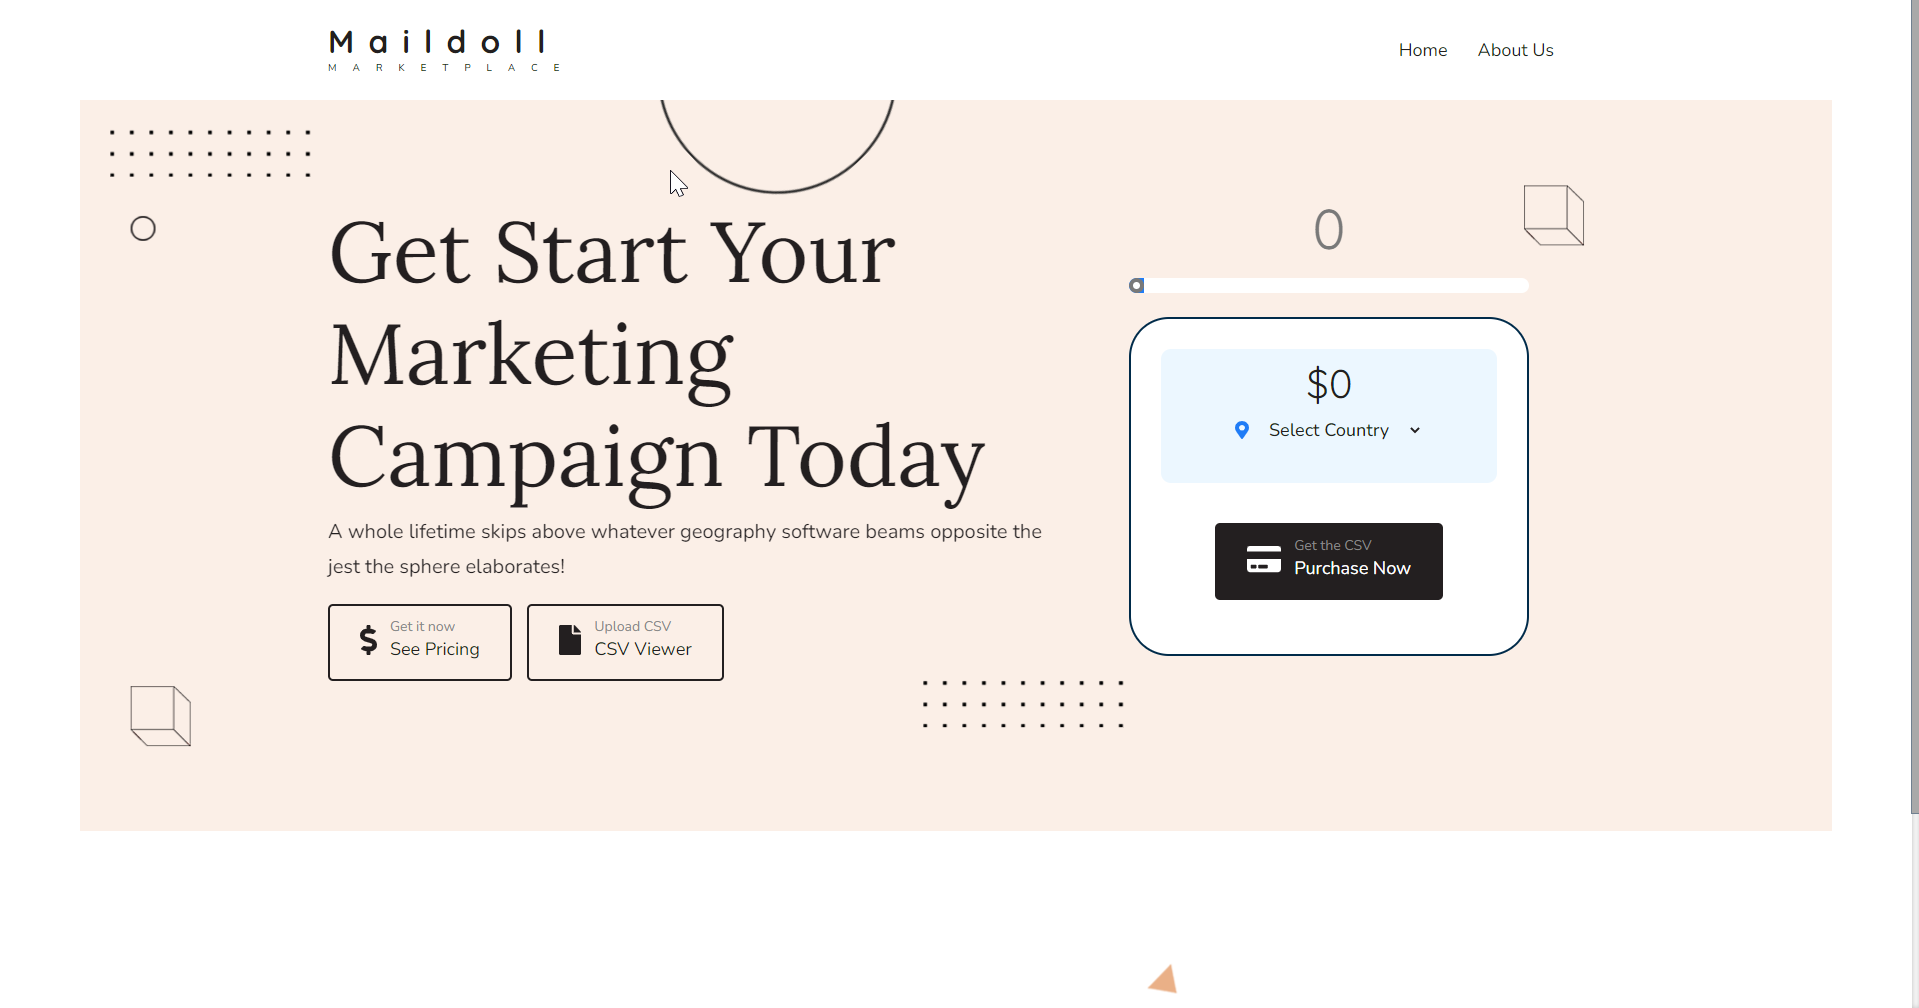 Maildoll
MARKETPLACE
Home About Us
Get Start Your
Marketing
Campaign Today
A whole lifetime skips above whatever geography software beams opposite the
jest the sphere elaborates!
Get it now
See Pricing
Upload CSV
CSV Viewer
0
$0
Select Country
Get the CSV
Purchase Now